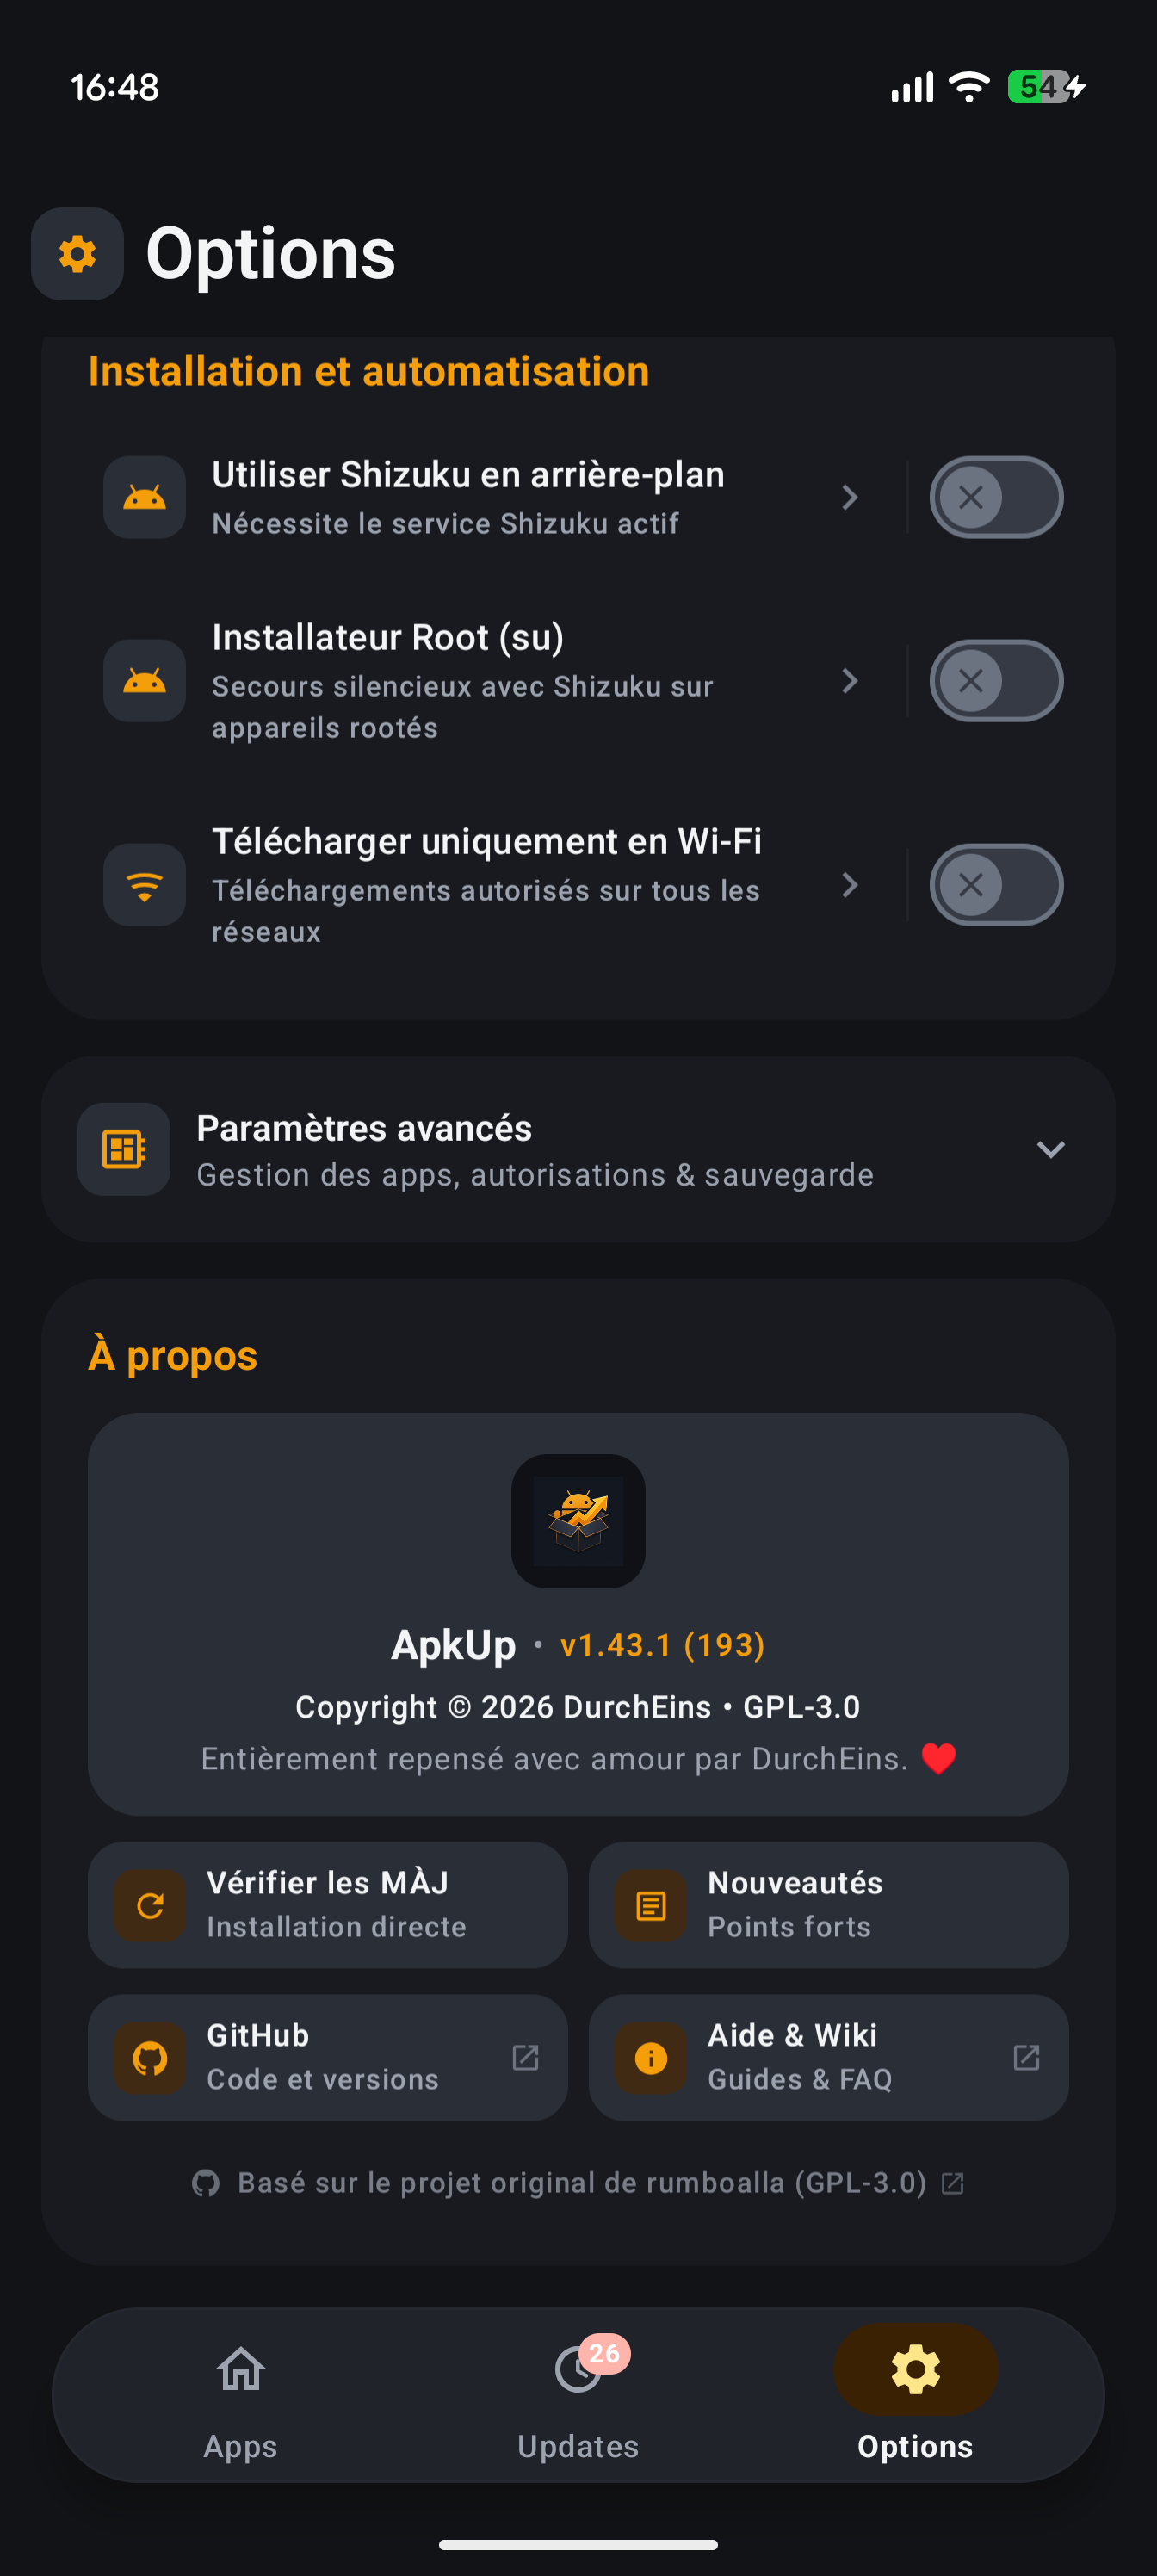 16:48
54
Options
Installation et automatisation
Utiliser Shizuku en arrière-plan
Nécessite le service Shizuku actif
Installateur Root (su)
Secours silencieux avec Shizuku sur
appareils rootés
Télécharger uniquement en Wi-Fi
Téléchargements autorisés sur tous les
réseaux
Paramètres avancés
Gestion des apps, autorisations & sauvegarde
À propos
ApkUp • v1.43.1 (193)
Copyright © 2026 DurchEins • GPL-3.0
Entièrement repensé avec amour par DurchEins. ❤️
Vérifier les MÀJ
Installation directe
Nouveautés
Points forts
GitHub
Code et versions
Aide & Wiki
Guides & FAQ
Basé sur le projet original de rumboalla (GPL-3.0)
26
Apps
Updates
Options